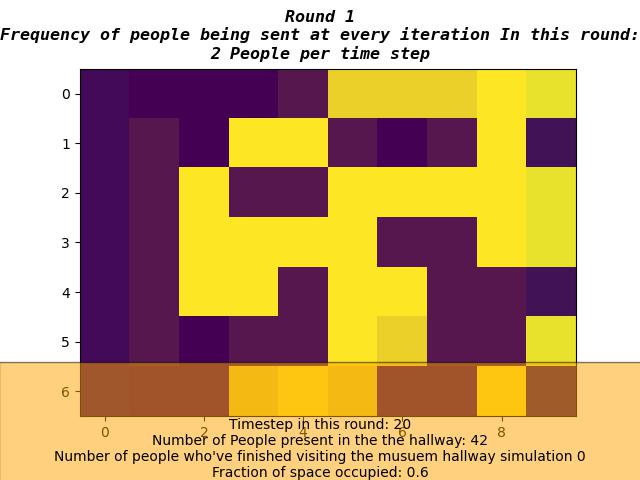 Round 1
Frequency of people being sent at every iteration In this round:
2 People per time step
0
1
2
3
4
5
6
0 2 4 6 8
Timestep in this round: 20
Number of People present in the the hallway: 42
Number of people who've finished visiting the musuem hallway simulation 0
Fraction of space occupied: 0.6